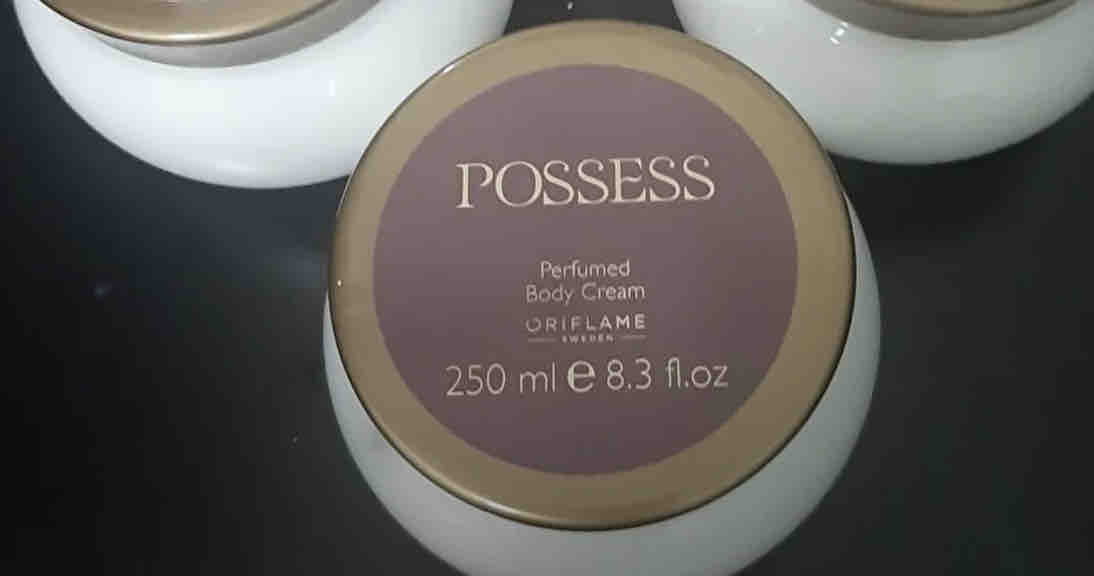 POSSESS
Perfumed
Body Cream
ORIFLAME
SWEDEN
250 ml e 8.3 fl.oz